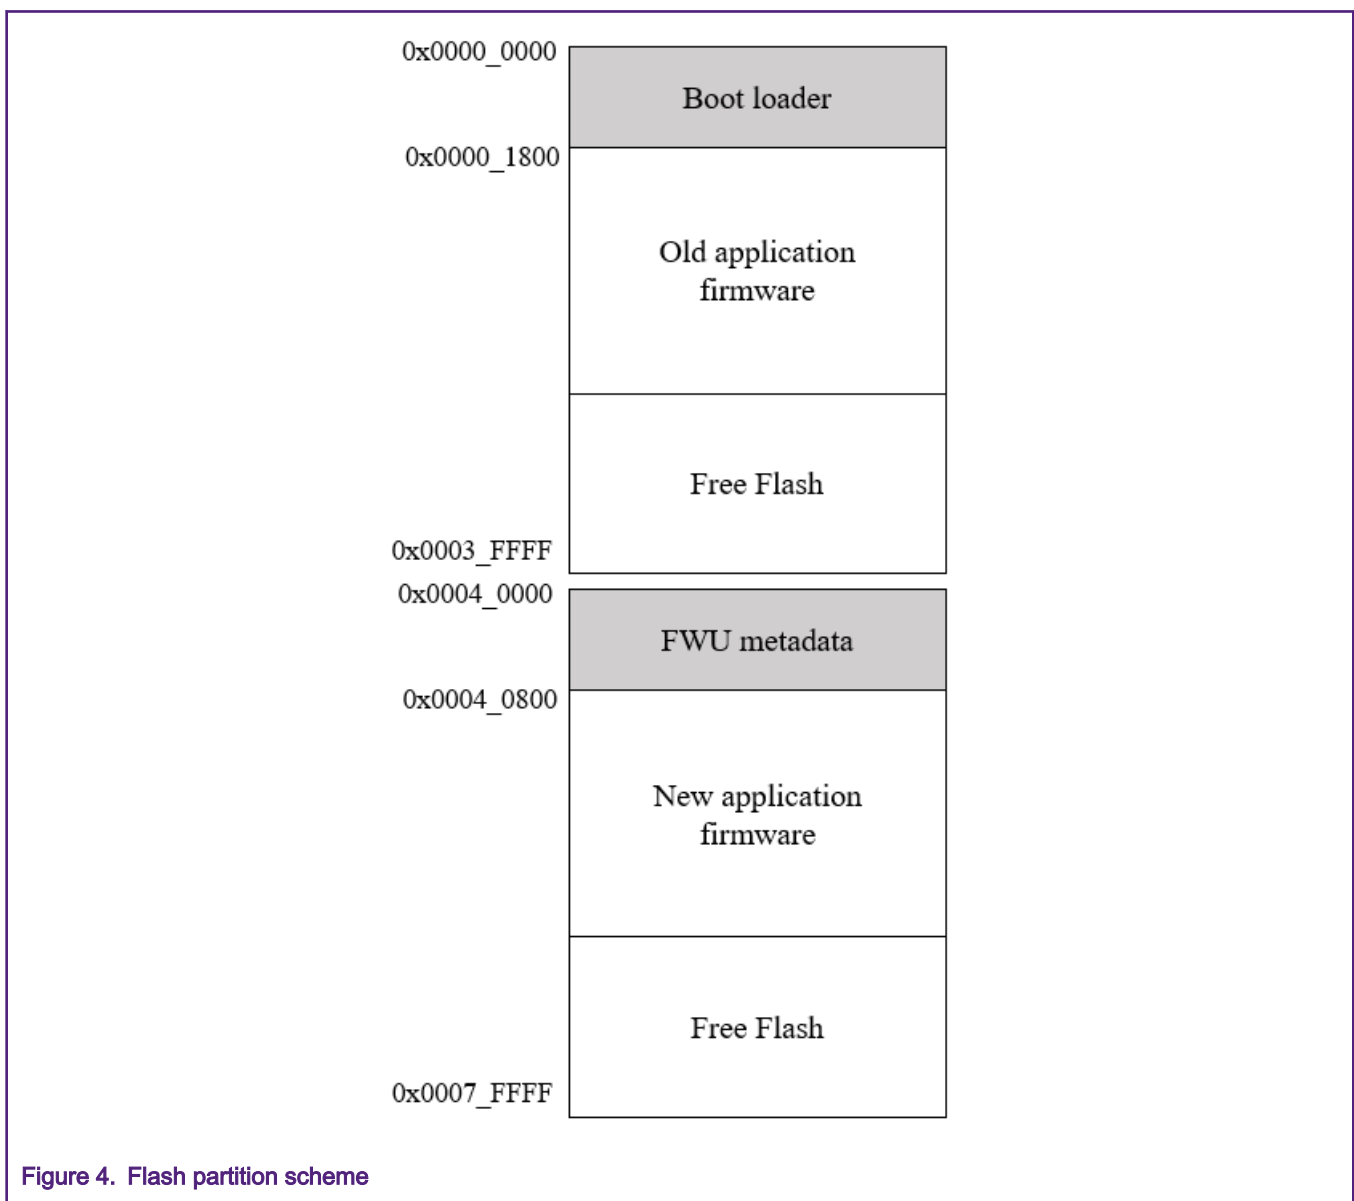 0x0000_0000
Boot loader
0x0000_1800
Old application
firmware
Free Flash
0x0003_FFFF
0x0004_0000
FWU metadata
0x0004_0800
New application
firmware
Free Flash
0x0007_FFFF
Figure 4. Flash partition scheme